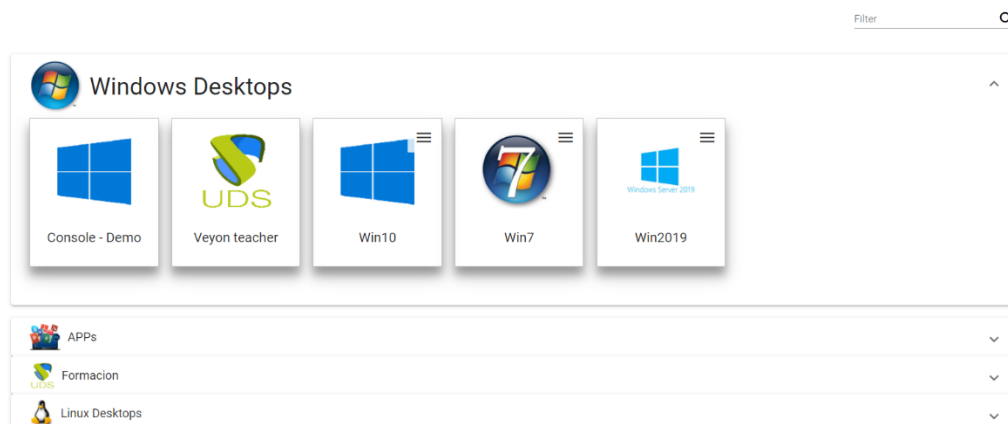 Filter
Windows Desktops
UDS
7
Windows Server 2019
Console - Demo
Veyon teacher
Win10
Win7
Win2019
APPs
UDS
Formacion
Linux Desktops